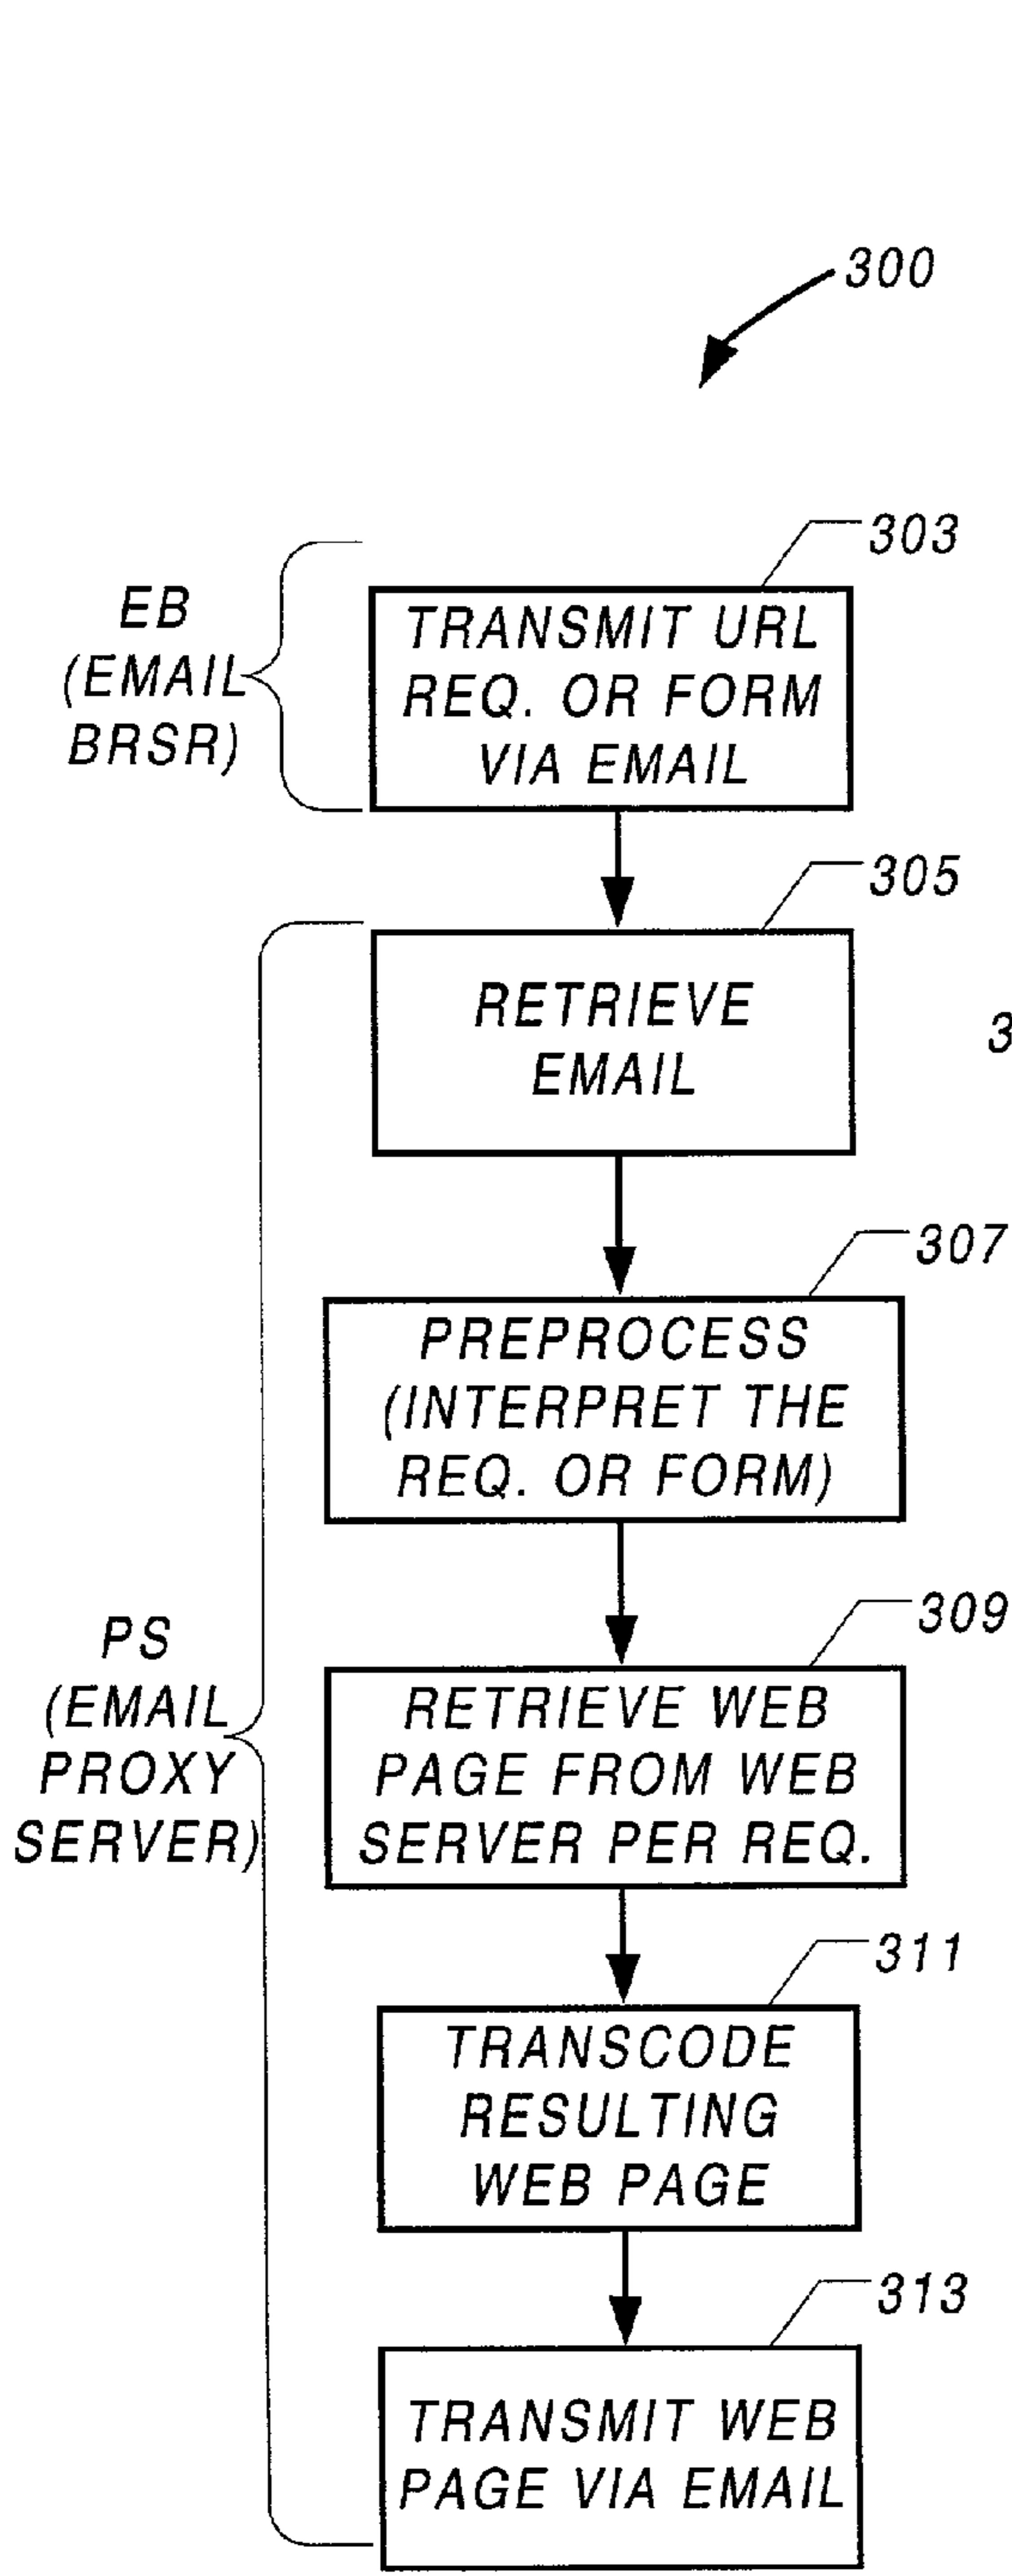 300
303
EB
(EMAIL
BRSR)
TRANSMIT URL
REQ. OR FORM
VIA EMAIL
305
RETRIEVE
EMAIL
3
307
PREPROCESS
(INTERPRET THE
REQ. OR FORM)
309
PS
(EMAIL
PROXY
SERVER)
RETRIEVE WEB
PAGE FROM WEB
SERVER PER REQ.
311
TRANSCODE
RESULTING
WEB PAGE
313
TRANSMIT WEB
PAGE VIA EMAIL